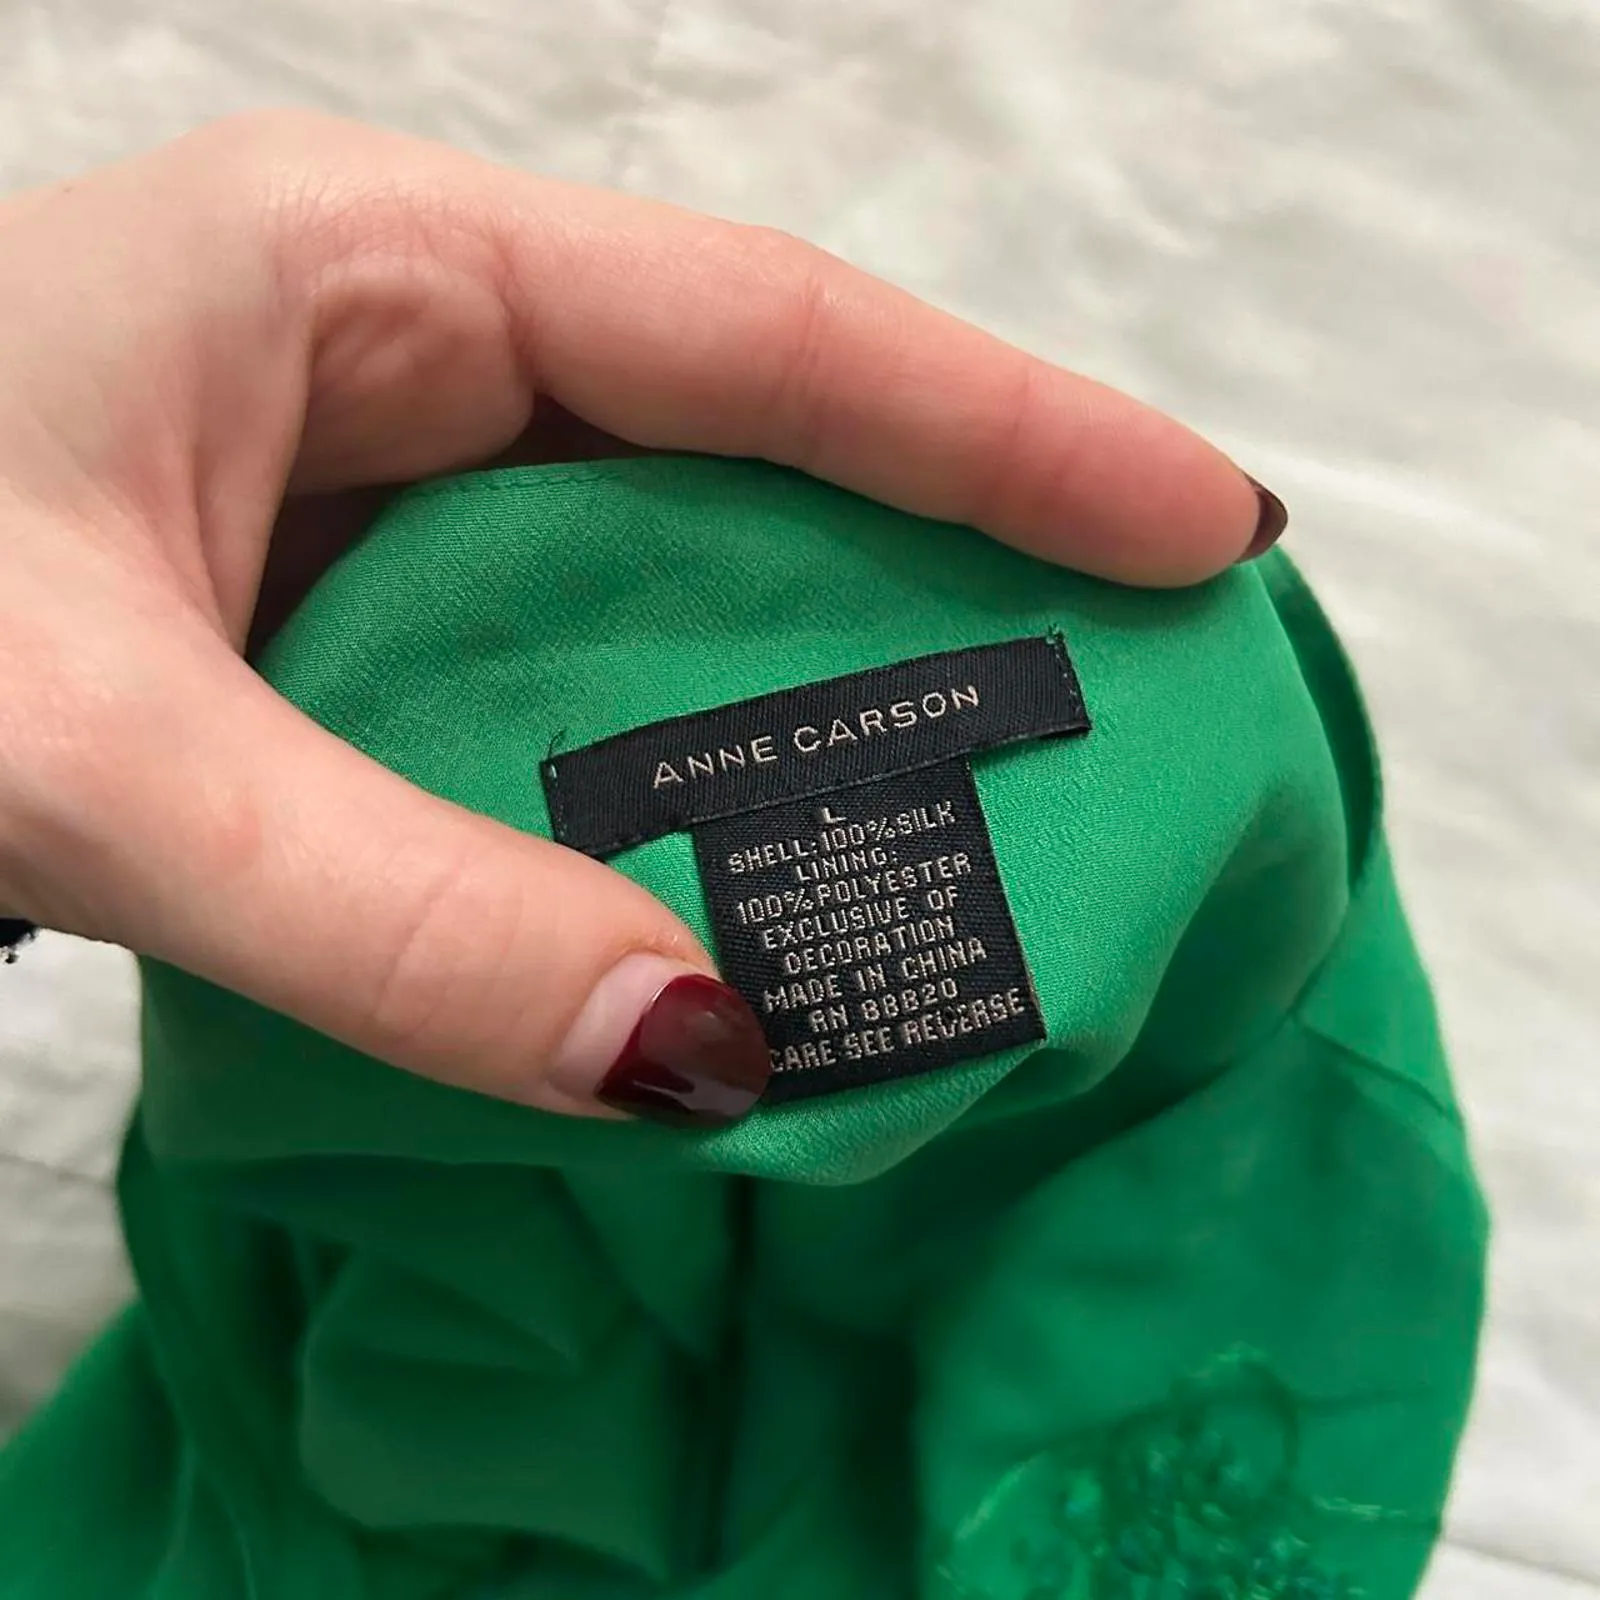 ANNE CARSON
L
SHELL:100%SILK
LINING:
100%POLYESTER
EXCLUSIVE OF
DECORATION
MADE IN CHINA
RN 88820
CARE SEE REVERSE